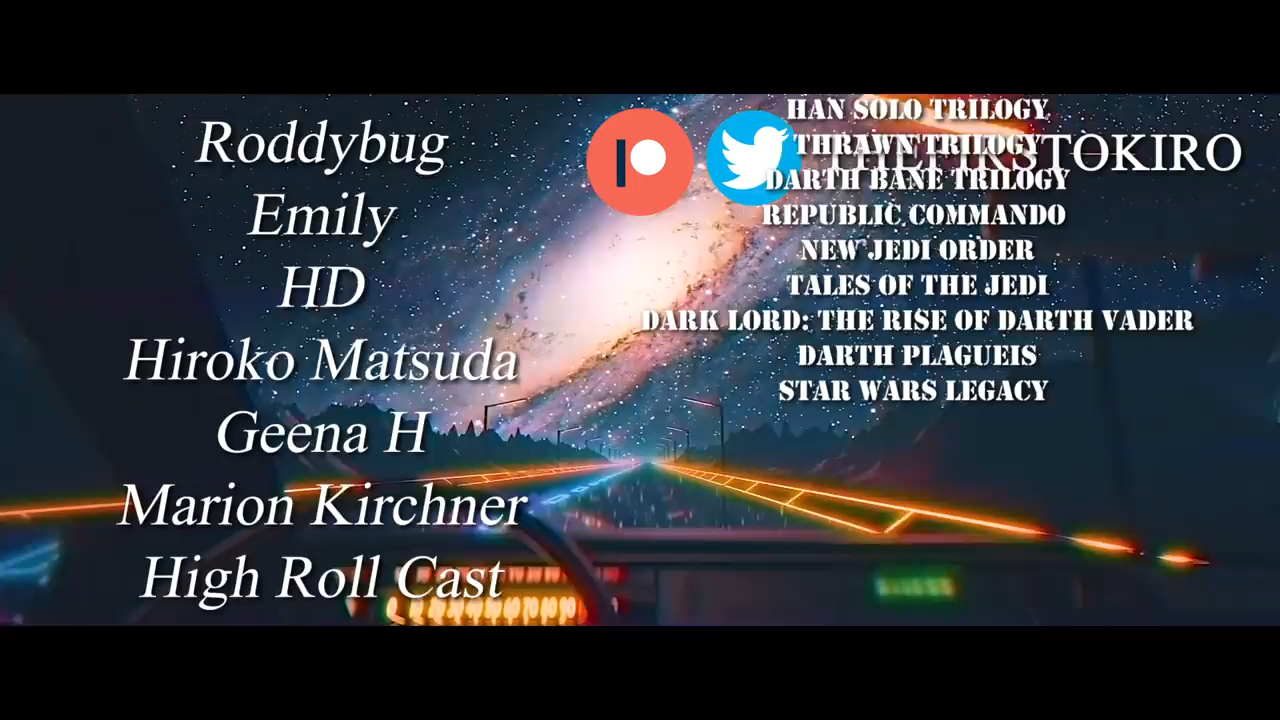 Roddybug
Emily
HD
Hiroko Matsuda
Geena H
Marion Kirchner
High Roll Cast
THEFIRSTOKIRO
HAN SOLO TRILOGY
THRAWN TRILOGY
DARTH BANE TRILOGY
REPUBLIC COMMANDO
NEW JEDI ORDER
TALES OF THE JEDI
DARK LORD: THE RISE OF DARTH VADER
DARTH PLAGUEIS
STAR WARS LEGACY